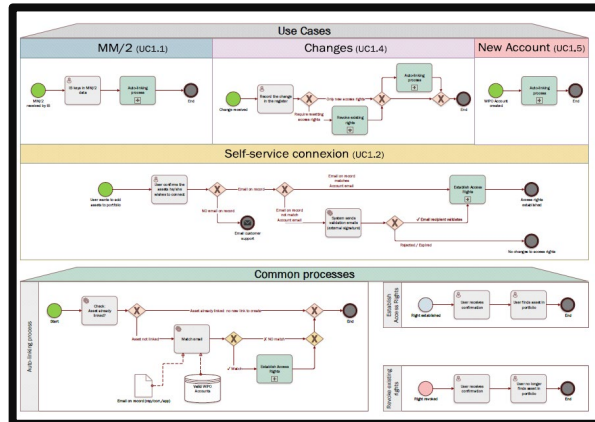 Use Cases
MM/2 (UC1.1)
Changes (UC1.4)
New Account (UC1.5)
MM/2
received by IB
IB keys in MM/2
data
Auto-linking
process
End
Change received
Record the change
in the register
Only new access rights
Require resetting
access rights
Revoke existing
rights
Auto-linking
process
End
WIPO Account
created
Auto-linking
process
End
Self-service connexion (UC1.2)
User wants to add
assets in portfolio
User confirms the
assets he/she
wishes to connect
Email on record
NO email on record
Email customer
support
Email on record
matches
Account email
Email on record
not match
Account email
System sends
validation emails
(external signature)
✓ Email recipient validates
Rejected / Expired
Establish Access
Rights
Access rights
established
No changes to access rights
Common processes
Auto-linking process
Start
Check:
Asset already
linked?
Asset already linked: no new link to create
Asset not linked
Match email
✗ NO match
✓ Match
Establish Access
Rights
End
Email on record
Valid WIPO
Accounts
Establish
Access Rights
Right established
User receives
confirmation
User finds asset in
portfolio
End
Revoke existing
rights
Right revoked
User receives
confirmation
User no longer
finds asset in
portfolio
End